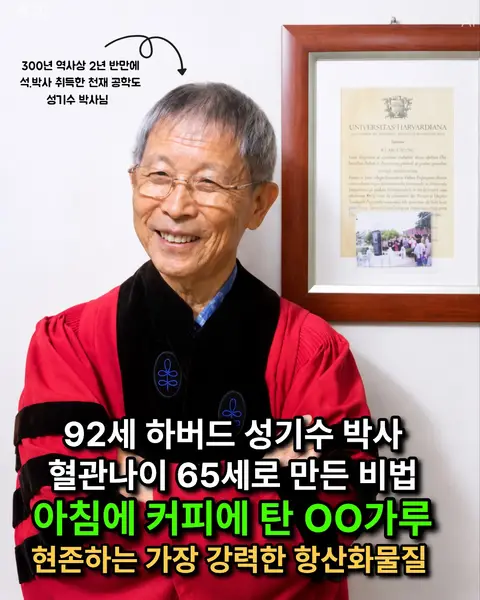 300년 역사상 2년 반만에
석.박사 취득한 천재 공학도
성기수 박사님
UNIVERSITAS HARVARDIANA
92세 하버드 성기수 박사
혈관나이 65세로 만든 비법
아침에 커피에 탄 OO가루
현존하는 가장 강력한 항산화물질